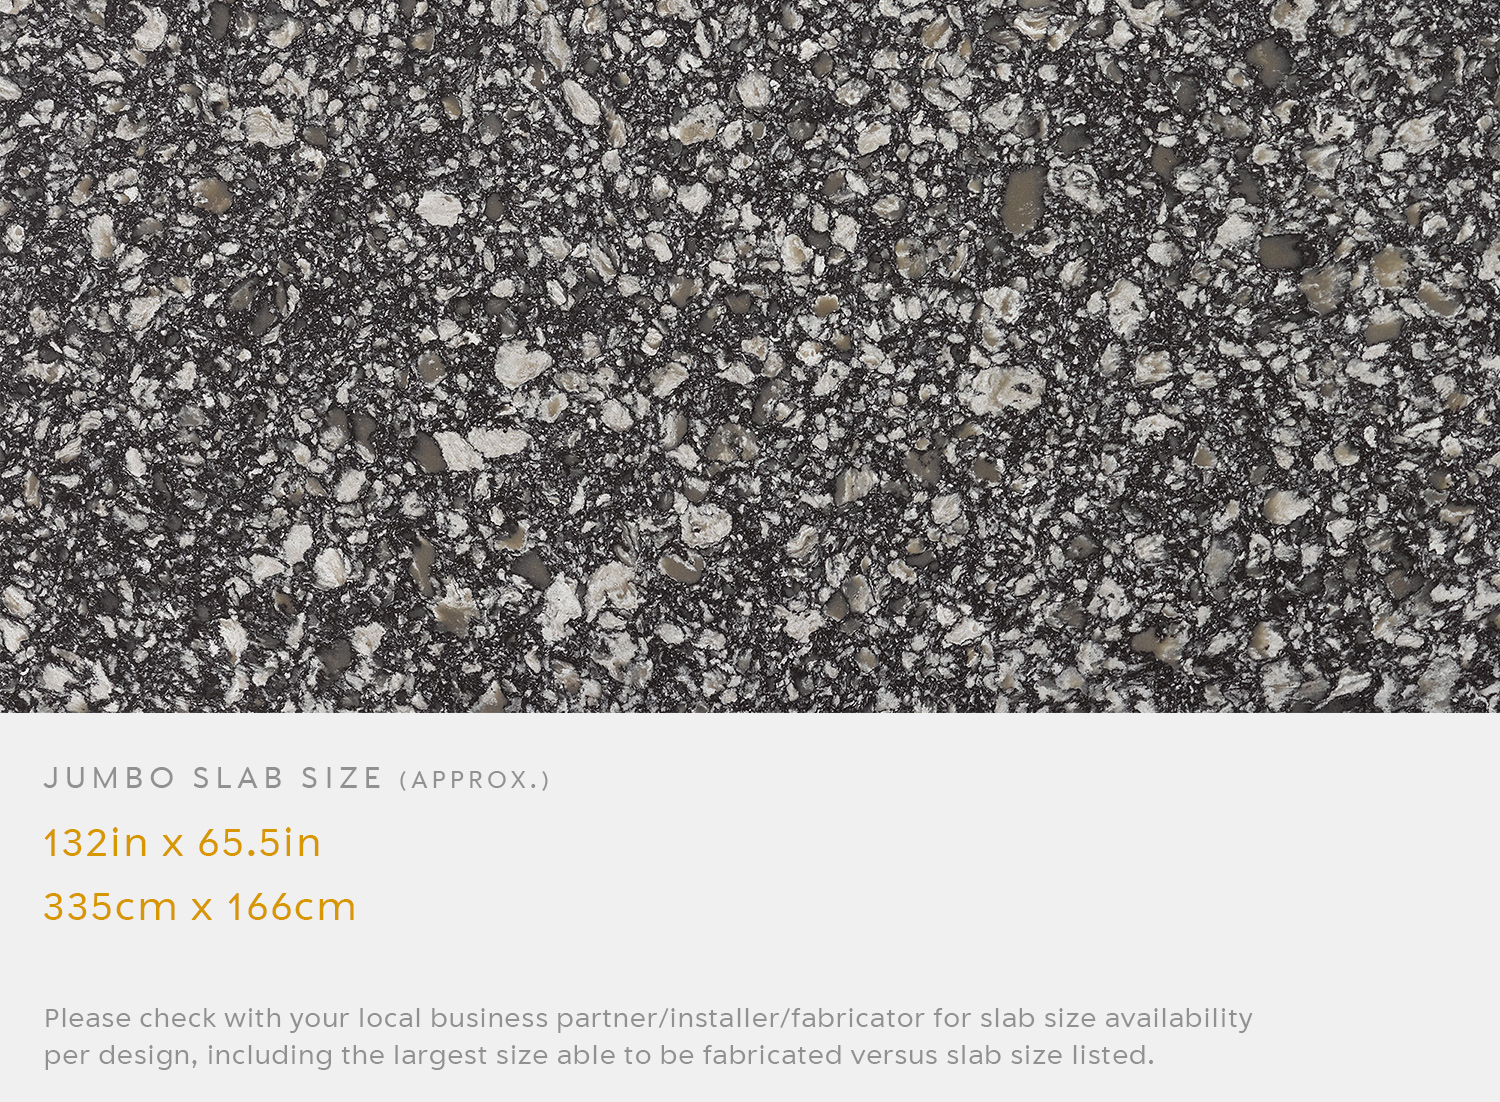 JUMBO SLAB SIZE (APPROX.)
132in x 65.5in
335cm x 166cm
Please check with your local business partner/installer/fabricator for slab size availability
per design, including the largest size able to be fabricated versus slab size listed.